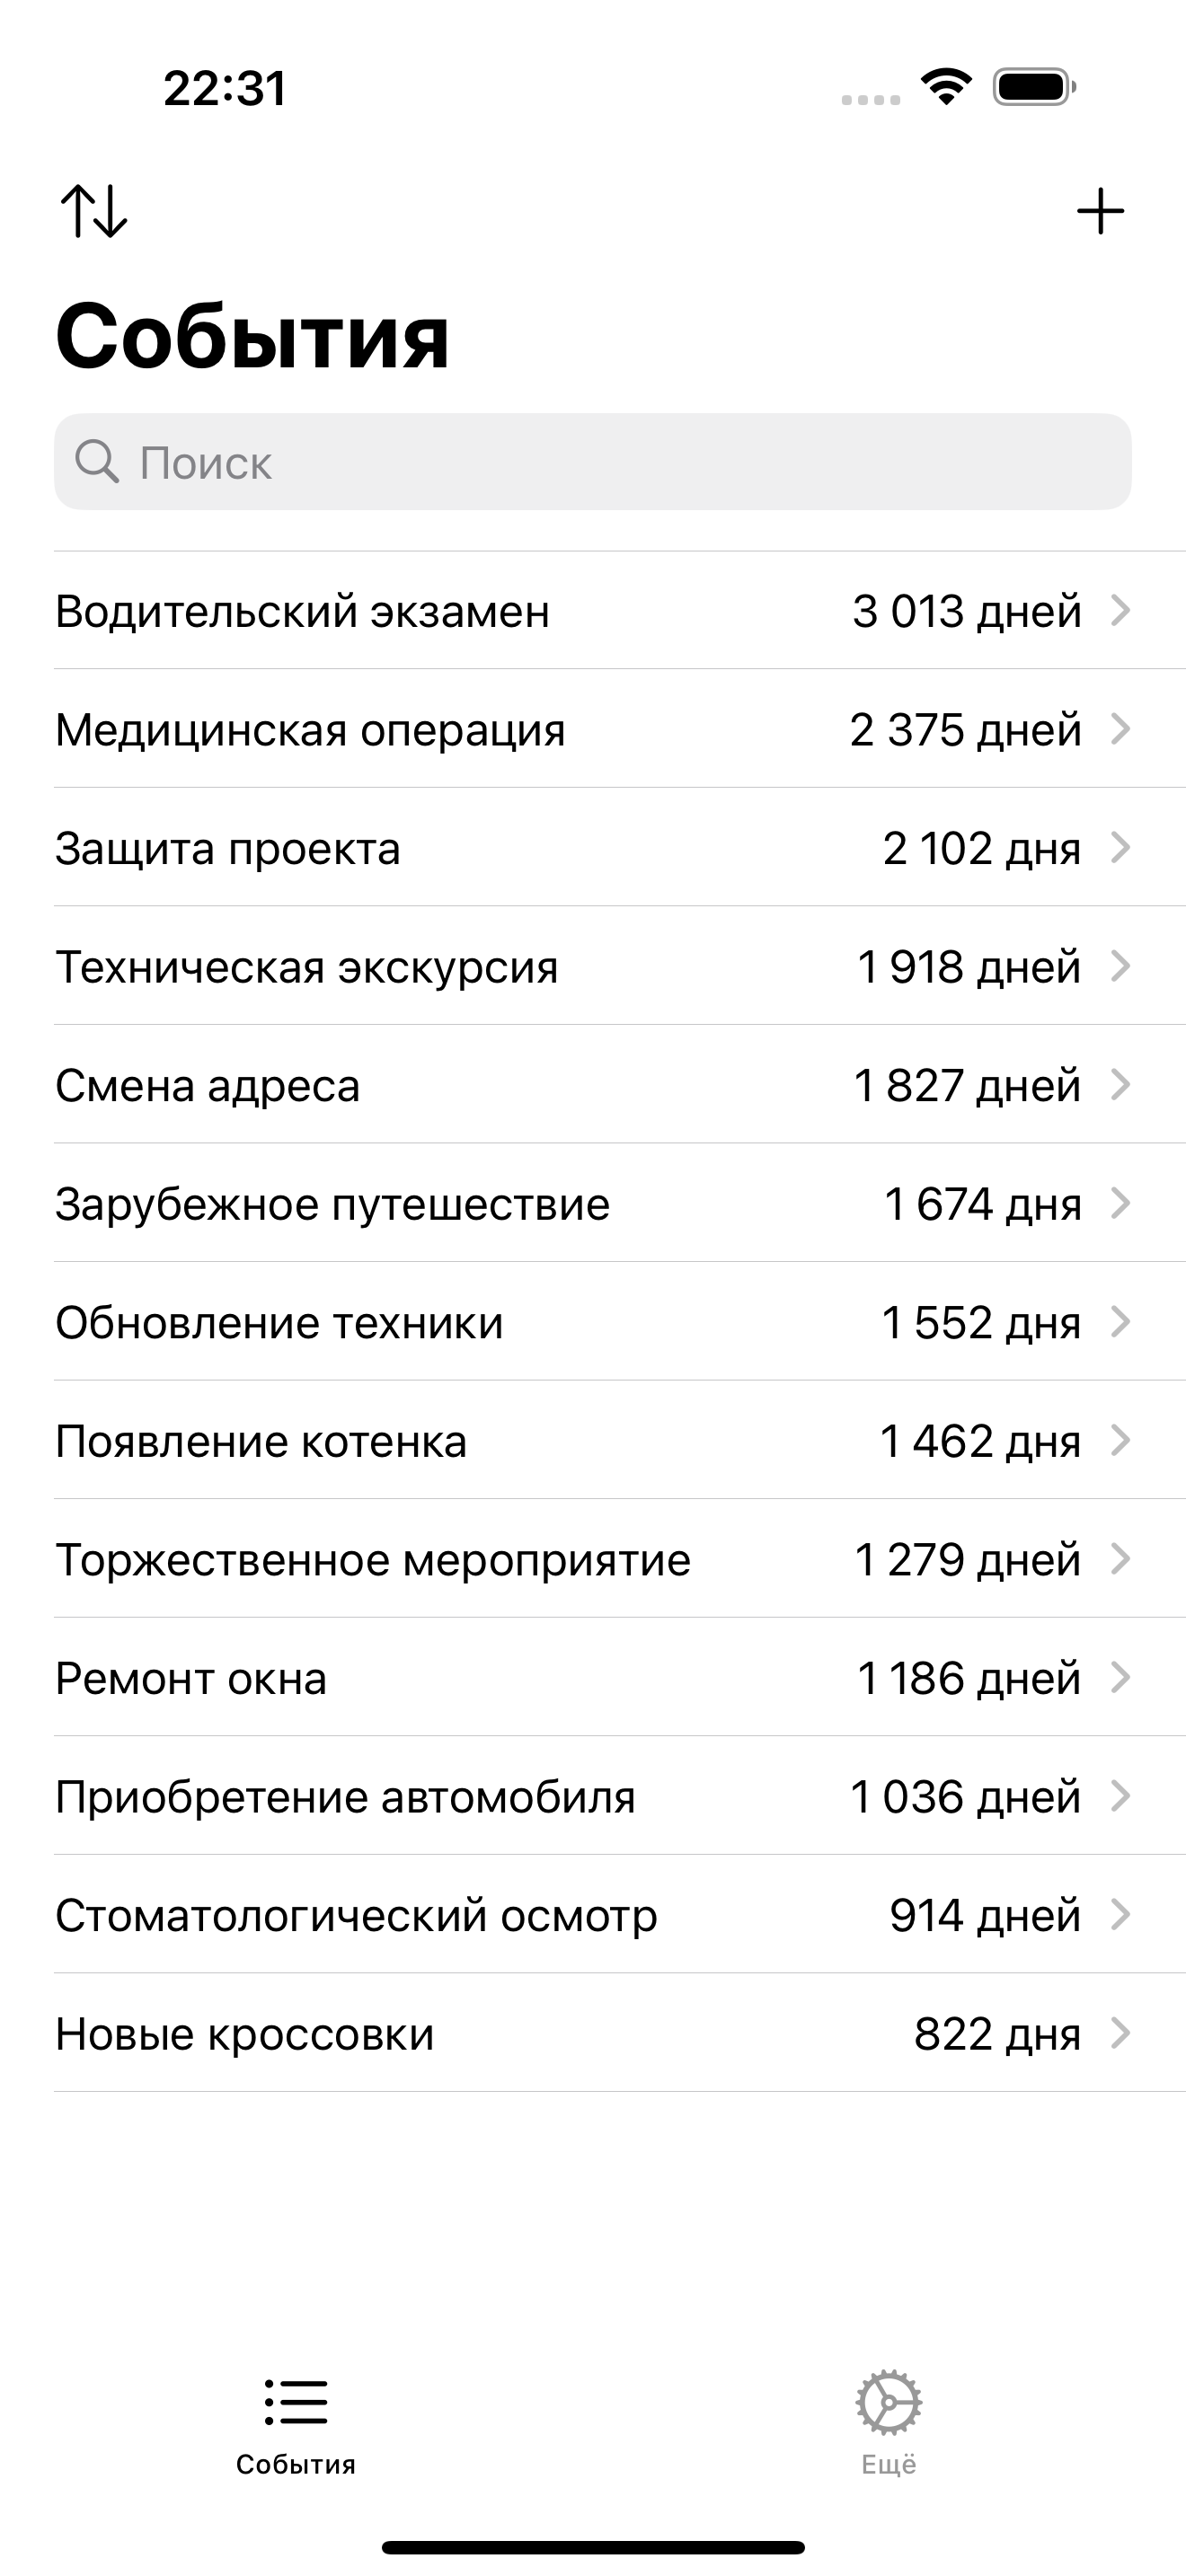 22:31
События
Поиск
Водительский экзамен 3 013 дней
Медицинская операция 2 375 дней
Защита проекта 2 102 дня
Техническая экскурсия 1 918 дней
Смена адреса 1 827 дней
Зарубежное путешествие 1 674 дня
Обновление техники 1 552 дня
Появление котенка 1 462 дня
Торжественное мероприятие 1 279 дней
Ремонт окна 1 186 дней
Приобретение автомобиля 1 036 дней
Стоматологический осмотр 914 дней
Новые кроссовки 822 дня
События Ещё